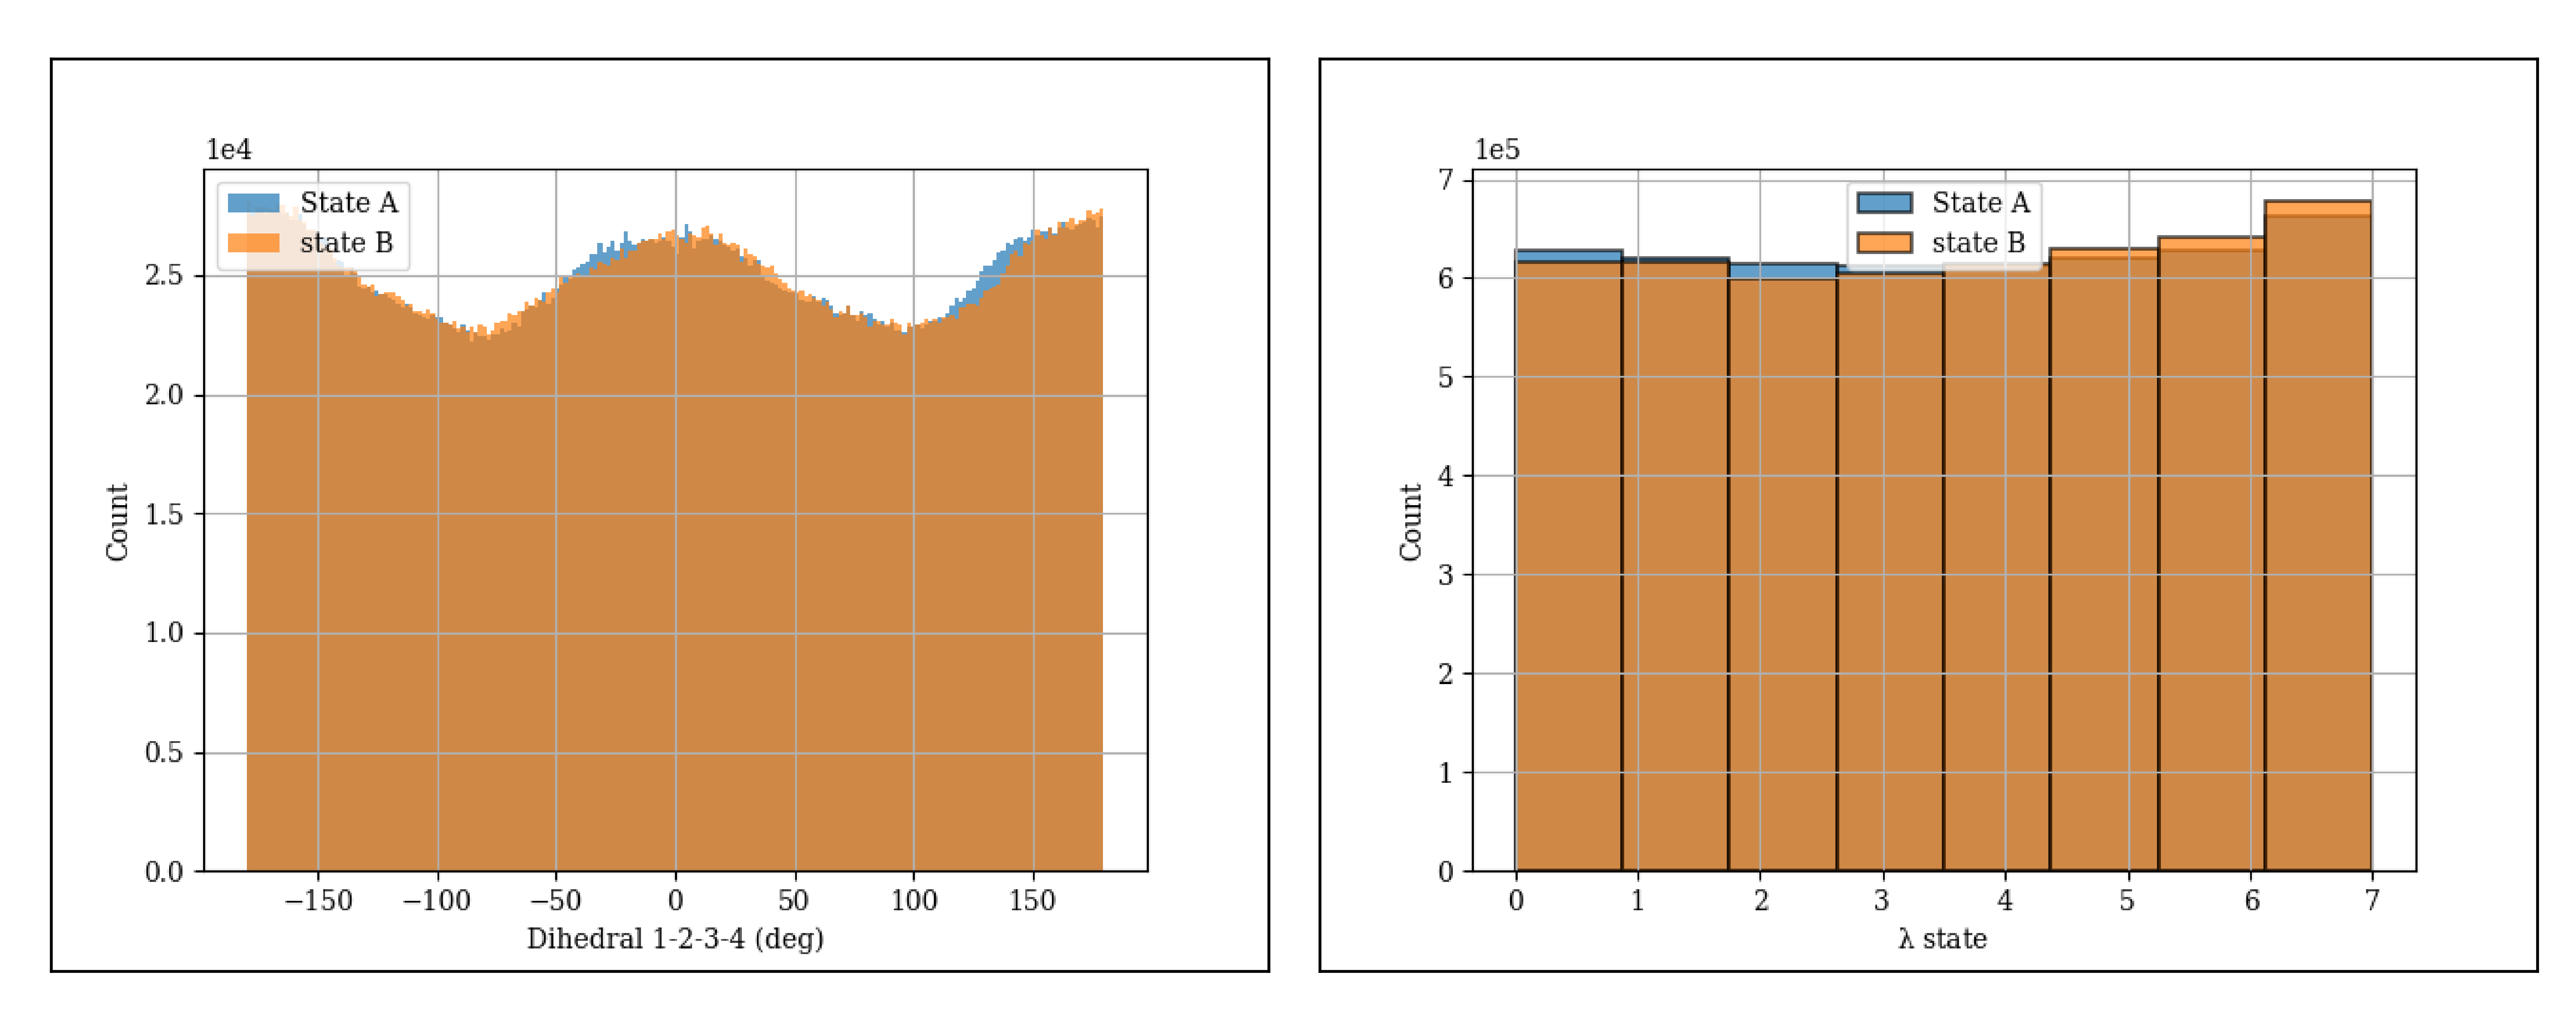 1e4
State A
state B
2.5
2.0
1.5
1.0
0.5
0.0
Count
−150 −100 −50 0 50 100 150
Dihedral 1-2-3-4 (deg)
1e5
State A
state B
7
6
5
4
3
2
1
0
Count
0 1 2 3 4 5 6 7
λ state